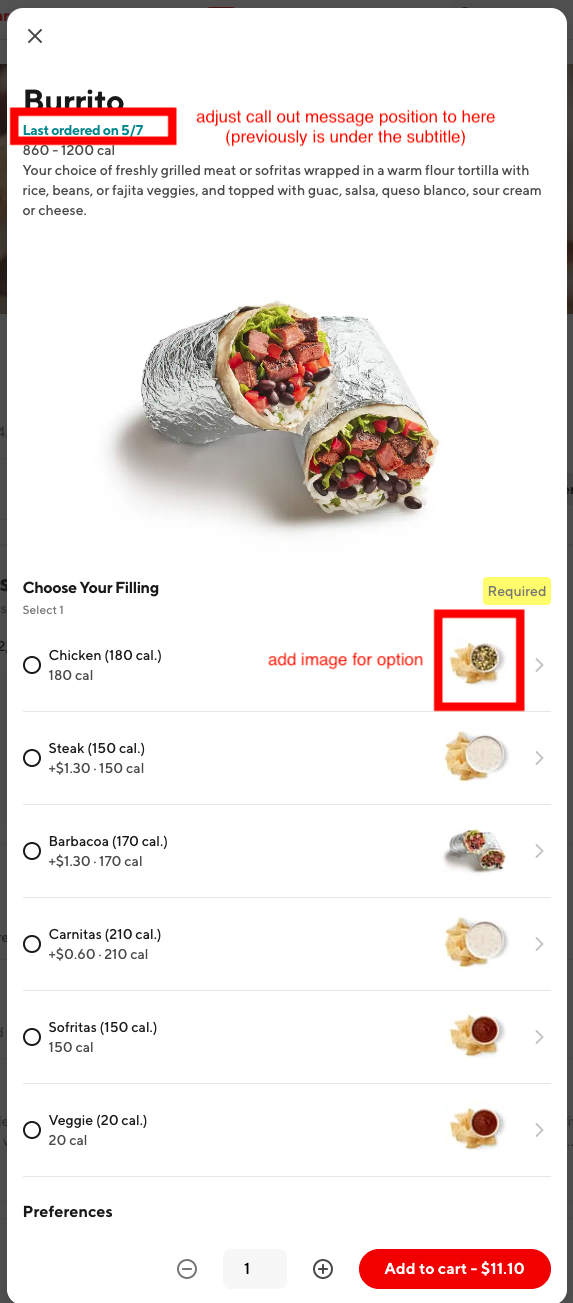 Burrito
Last ordered on 5/7
adjust call out message position to here
(previously is under the subtitle)
860 - 1200 cal
Your choice of freshly grilled meat or sofritas wrapped in a warm flour tortilla with
rice, beans, or fajita veggies, and topped with guac, salsa, queso blanco, sour cream
or cheese.
Choose Your Filling
Required
Select 1
Chicken (180 cal.)
180 cal
add image for option
Steak (150 cal.)
+$1.30 · 150 cal
Barbacoa (170 cal.)
+$1.30 · 170 cal
Carnitas (210 cal.)
+$0.60 · 210 cal
Sofritas (150 cal.)
150 cal
Veggie (20 cal.)
20 cal
Preferences
1
Add to cart - $11.10